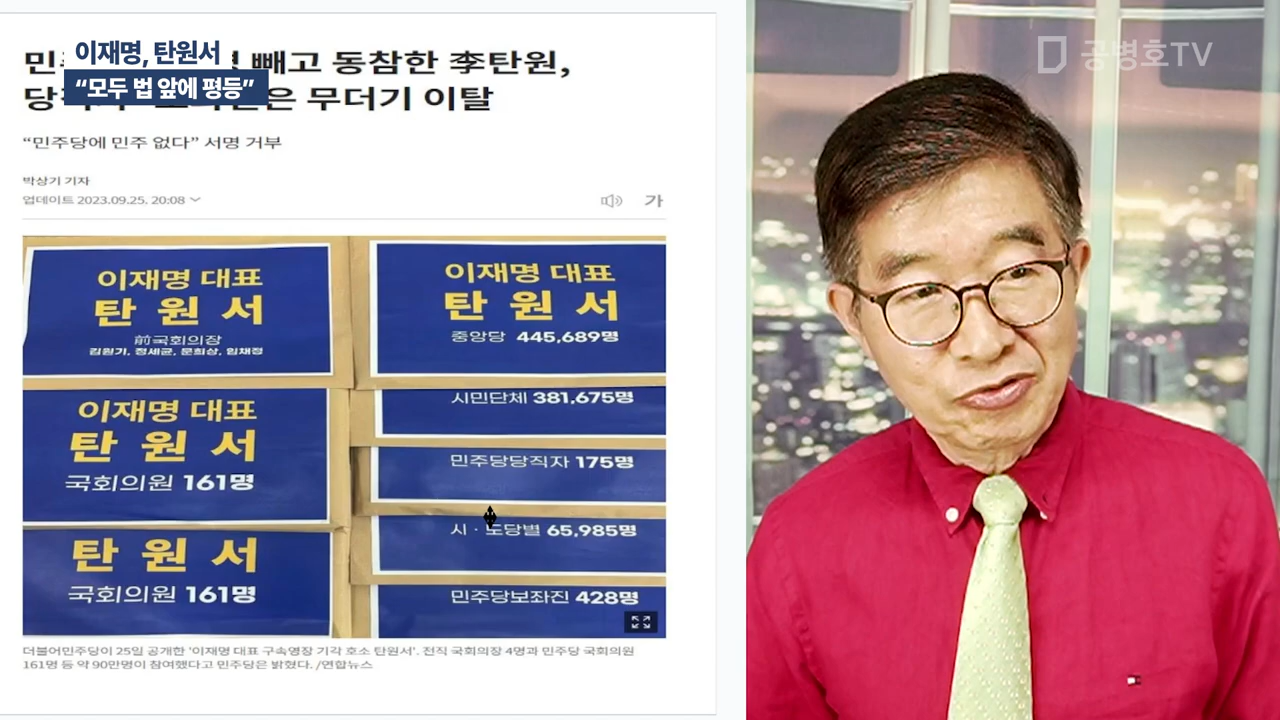 이재명, 탄원서
“모두 법 앞에 평등”
빼고 동참한 李탄원,
무더기 이탈
“민주당에 민주 없다” 서명 거부
박상기 기자
업데이트 2023.09.25. 20:08
가
이재명 대표
탄원서
前국회의장
김원기, 정세균, 문희상, 임채정
이재명 대표
탄원서
국회의원 161명
탄원서
국회의원 161명
이재명 대표
탄원서
중앙당 445,689명
시민단체 381,675명
민주당당직자 175명
시·도당별 65,985명
민주당보좌진 428명
더불어민주당이 25일 공개한 '이재명 대표 구속영장 기각 호소 탄원서'. 전직 국회의장 4명과 민주당 국회의원
161명 등 약 90만명이 참여했다고 민주당은 밝혔다. /연합뉴스
공병호TV